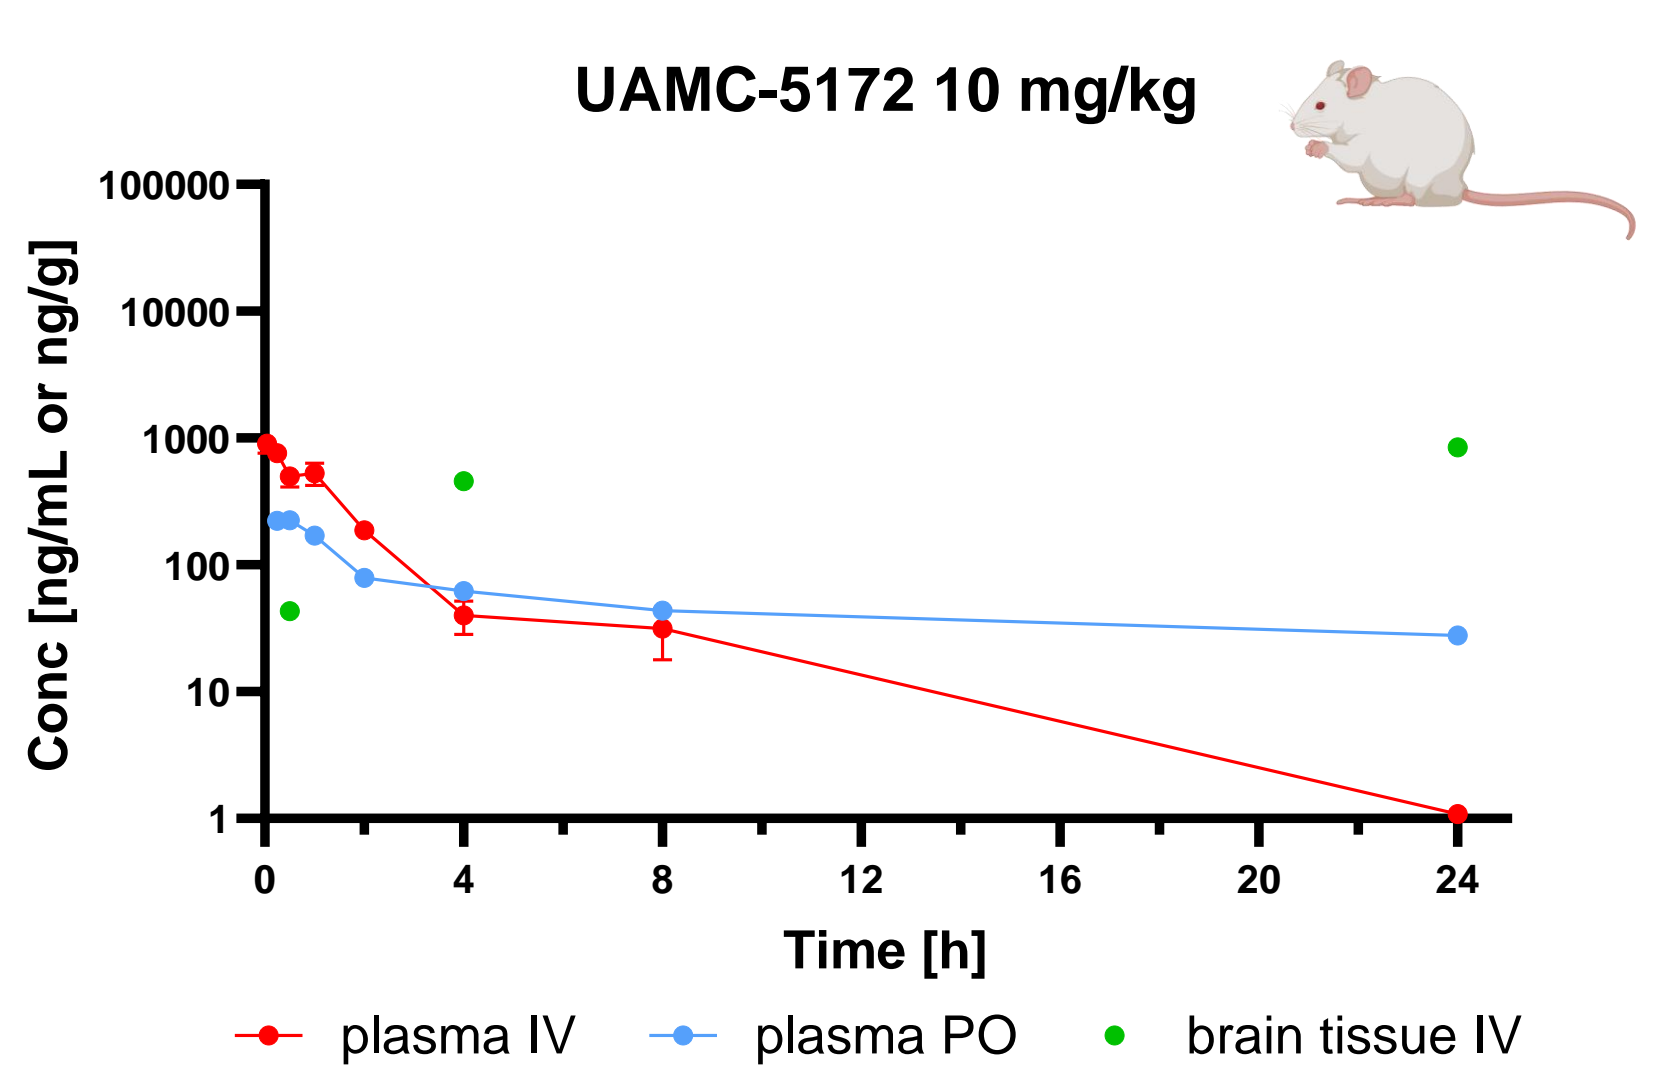 UAMC-5172 10 mg/kg
Conc [ng/mL or ng/g]
100000
10000
1000
100
10
1
0 4 8 12 16 20 24
Time [h]
plasma IV plasma PO brain tissue IV